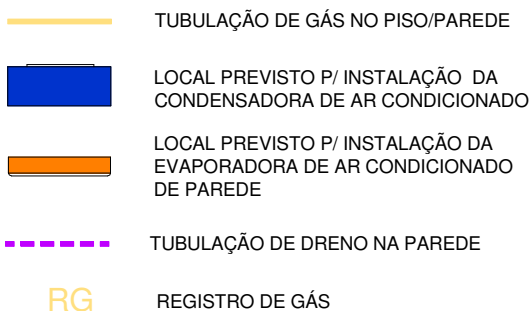 TUBULAÇÃO DE GÁS NO PISO/PAREDE
LOCAL PREVISTO P/ INSTALAÇÃO DA
CONDENSADORA DE AR CONDICIONADO
LOCAL PREVISTO P/ INSTALAÇÃO DA
EVAPORADORA DE AR CONDICIONADO
DE PAREDE
TUBULAÇÃO DE DRENO NA PAREDE
RG REGISTRO DE GÁS